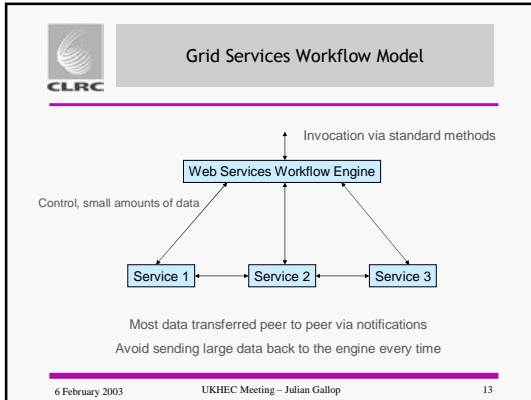 CLRC
Grid Services Workflow Model
Invocation via standard methods
Web Services Workflow Engine
Control, small amounts of data
Service 1
Service 2
Service 3
Most data transferred peer to peer via notifications
Avoid sending large data back to the engine every time
6 February 2003
UKHEC Meeting – Julian Gallop
13